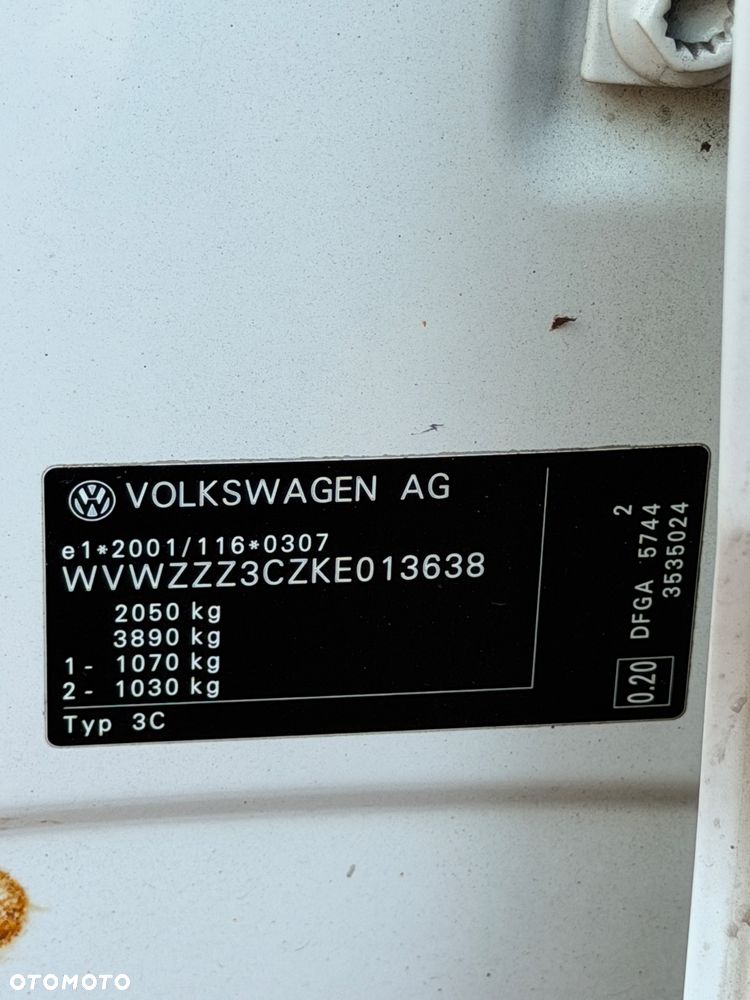 VOLKSWAGEN AG
e1*2001/116*0307
WVWZZZ3CZKE013638
2050 kg
3890 kg
1 - 1070 kg
2 - 1030 kg
Typ 3C
0.20 DFGA 5744 2
3535024
OTOMOTO